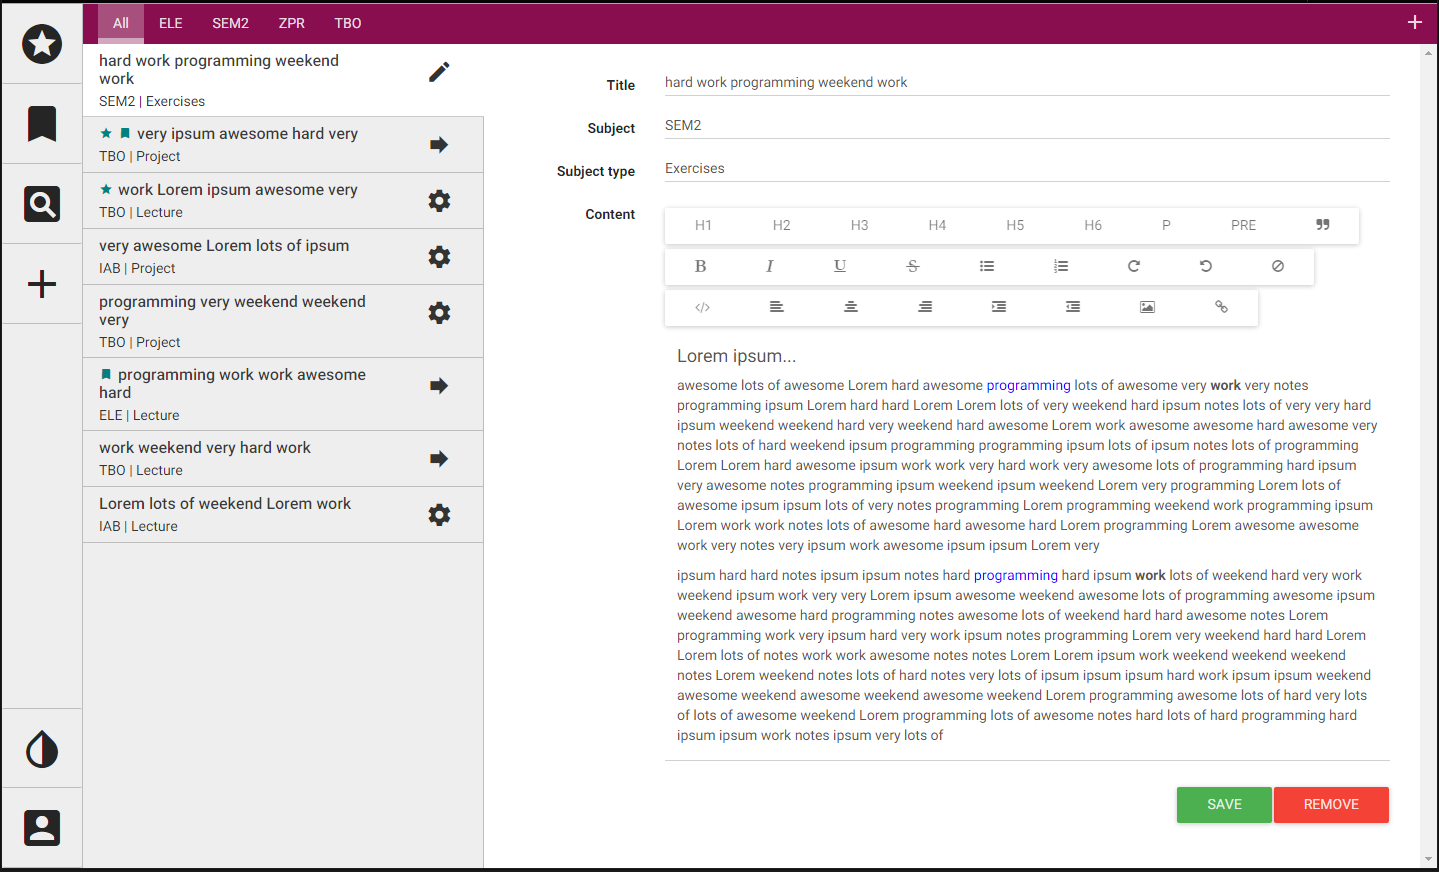 All ELE SEM2 ZPR TBO
hard work programming weekend
work
SEM2 | Exercises
very ipsum awesome hard very
TBO | Project
work Lorem ipsum awesome very
TBO | Lecture
very awesome Lorem lots of ipsum
IAB | Project
programming very weekend weekend
very
TBO | Project
programming work work awesome
hard
ELE | Lecture
work weekend very hard work
TBO | Lecture
Lorem lots of weekend Lorem work
IAB | Lecture
Title hard work programming weekend work
Subject SEM2
Subject type Exercises
Content
H1 H2 H3 H4 H5 H6 P PRE
B I U S
</>
Lorem ipsum...
awesome lots of awesome Lorem hard awesome programming lots of awesome very work very notes
programming ipsum Lorem hard hard Lorem Lorem lots of very weekend hard ipsum notes lots of very very hard
ipsum weekend weekend hard very weekend hard awesome Lorem work awesome awesome hard awesome very
notes lots of hard weekend ipsum programming programming ipsum lots of ipsum notes lots of programming
Lorem Lorem hard awesome ipsum work work very hard work very awesome lots of programming hard ipsum
very awesome notes programming ipsum weekend ipsum weekend Lorem very programming Lorem lots of
awesome ipsum ipsum lots of very notes programming Lorem programming weekend work programming ipsum
Lorem work work notes lots of awesome hard awesome hard Lorem programming Lorem awesome awesome
work very notes very ipsum work awesome ipsum ipsum Lorem very
ipsum hard hard notes ipsum ipsum notes hard programming hard ipsum work lots of weekend hard very work
weekend ipsum work very very Lorem ipsum awesome weekend awesome lots of programming awesome ipsum
weekend awesome hard programming notes awesome lots of weekend hard hard awesome notes Lorem
programming work very ipsum hard very work ipsum notes programming Lorem very weekend hard hard Lorem
Lorem lots of notes work work awesome notes notes Lorem Lorem ipsum work weekend weekend weekend
notes Lorem weekend notes lots of hard notes very lots of ipsum ipsum ipsum hard work ipsum ipsum weekend
awesome weekend awesome weekend awesome weekend Lorem programming awesome lots of hard very lots
of lots of awesome weekend Lorem programming lots of awesome notes hard lots of hard programming hard
ipsum ipsum work notes ipsum very lots of
SAVE REMOVE